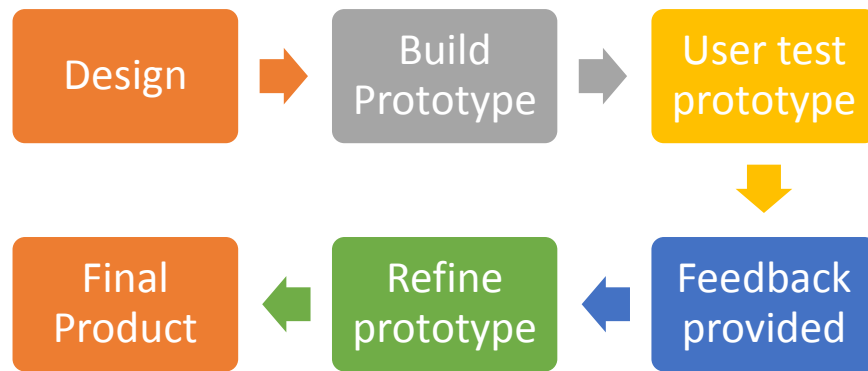 Design
Build
Prototype
User test
prototype
Feedback
provided
Refine
prototype
Final
Product